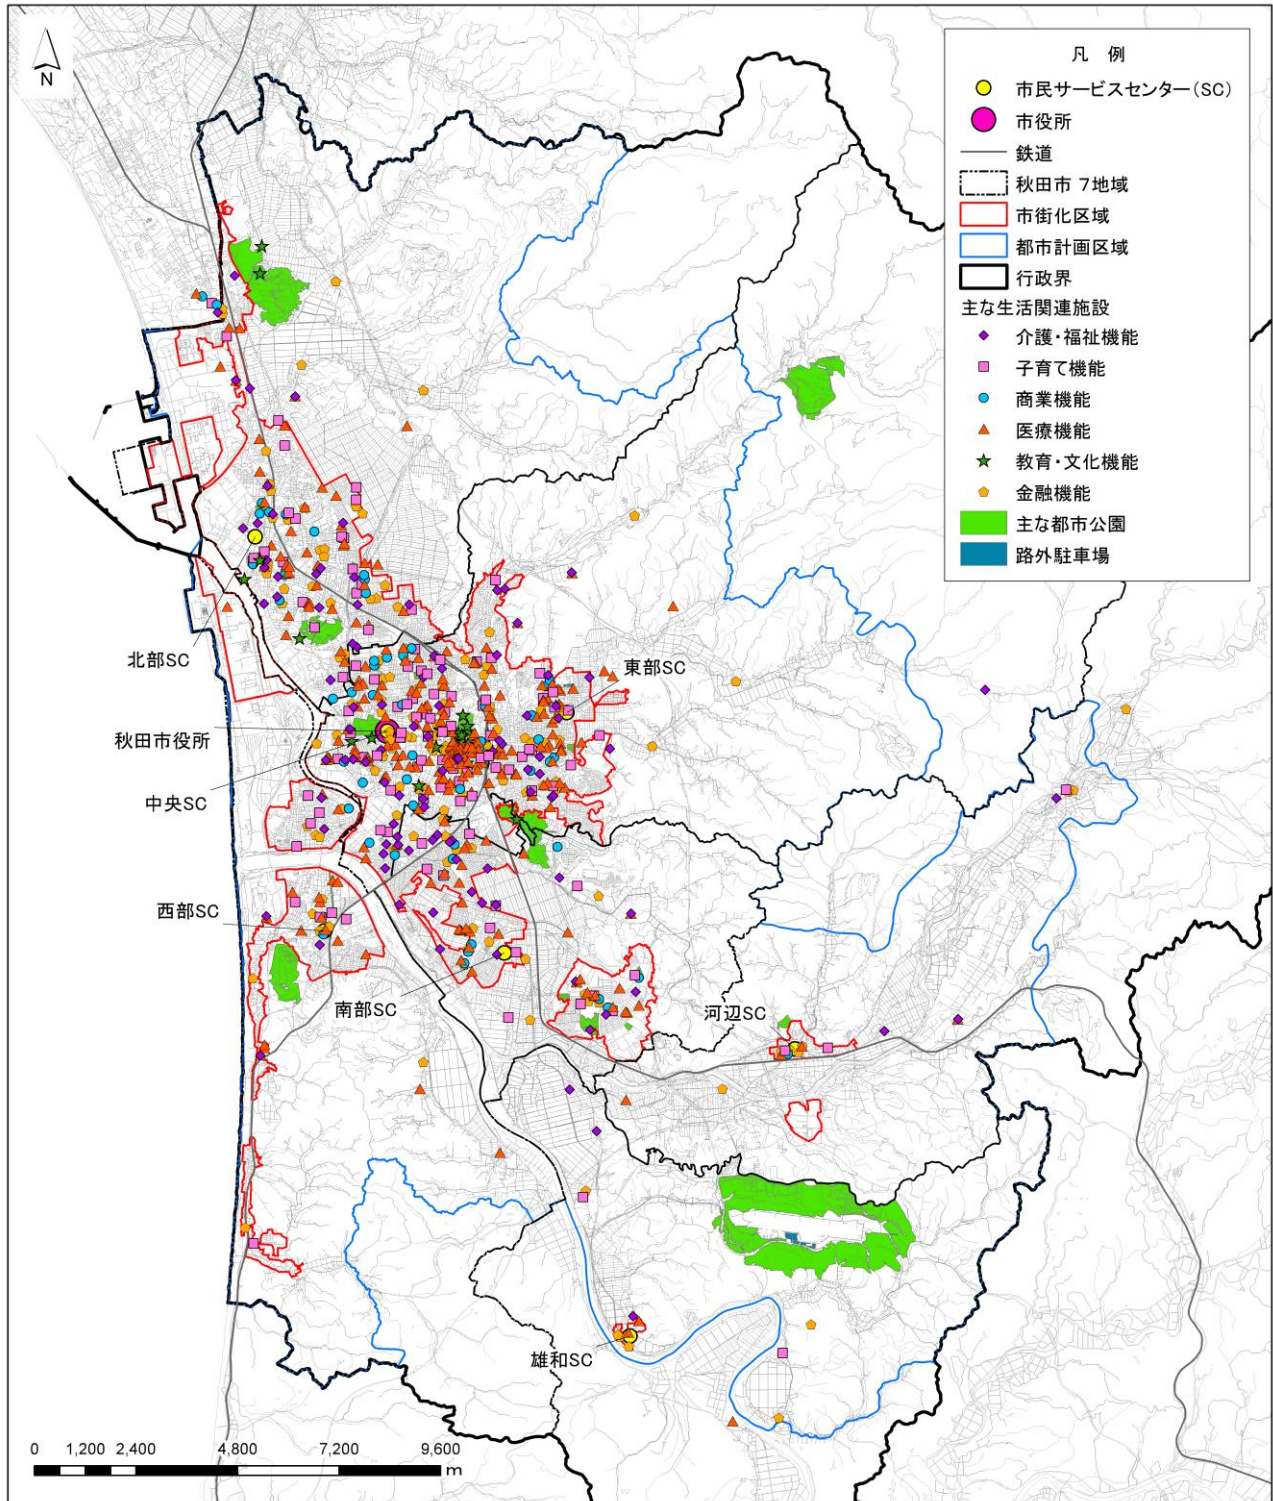 N
凡 例
市民サービスセンター(SC)
市役所
鉄道
秋田市 7地域
市街化区域
都市計画区域
行政界
主な生活関連施設
介護・福祉機能
子育て機能
商業機能
医療機能
教育・文化機能
金融機能
主な都市公園
路外駐車場
北部SC
東部SC
秋田市役所
中央SC
西部SC
南部SC
河辺SC
雄和SC
0 1,200 2,400 4,800 7,200 9,600 m